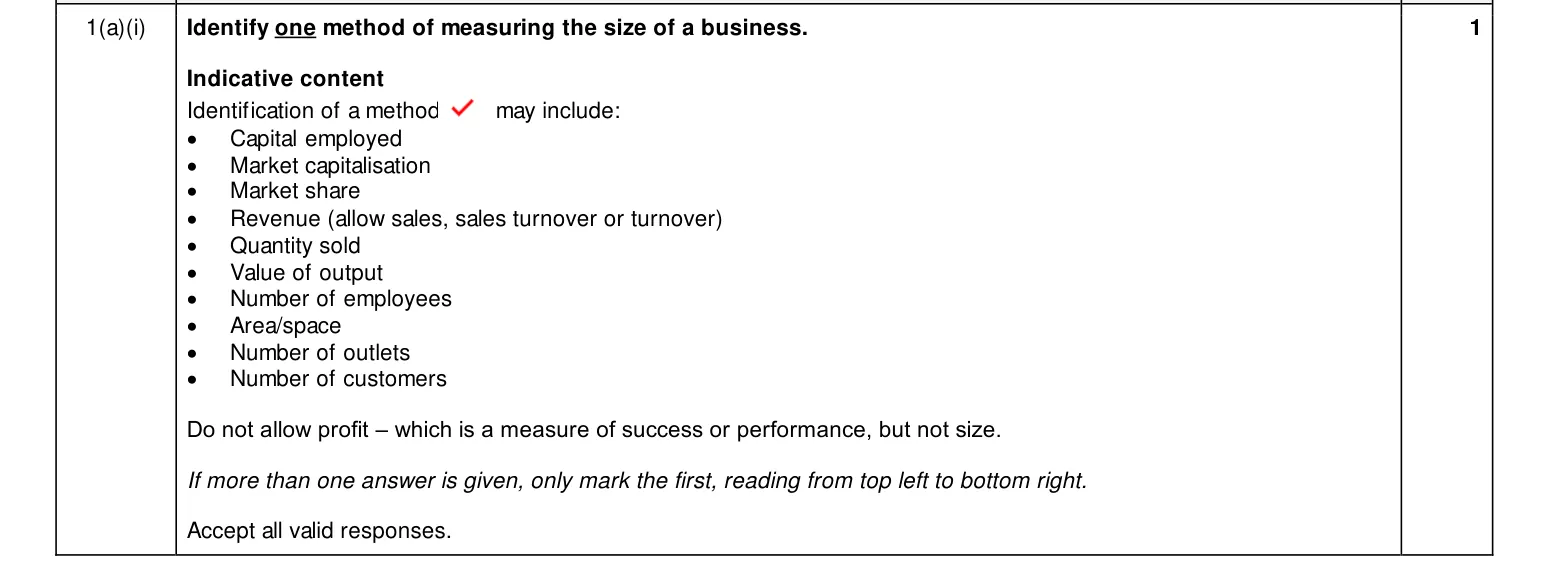 1(a)(i) Identify one method of measuring the size of a business. 1
Indicative content
Identification of a method ✓ may include:
• Capital employed
• Market capitalisation
• Market share
• Revenue (allow sales, sales turnover or turnover)
• Quantity sold
• Value of output
• Number of employees
• Area/space
• Number of outlets
• Number of customers
Do not allow profit – which is a measure of success or performance, but not size.
If more than one answer is given, only mark the first, reading from top left to bottom right.
Accept all valid responses.